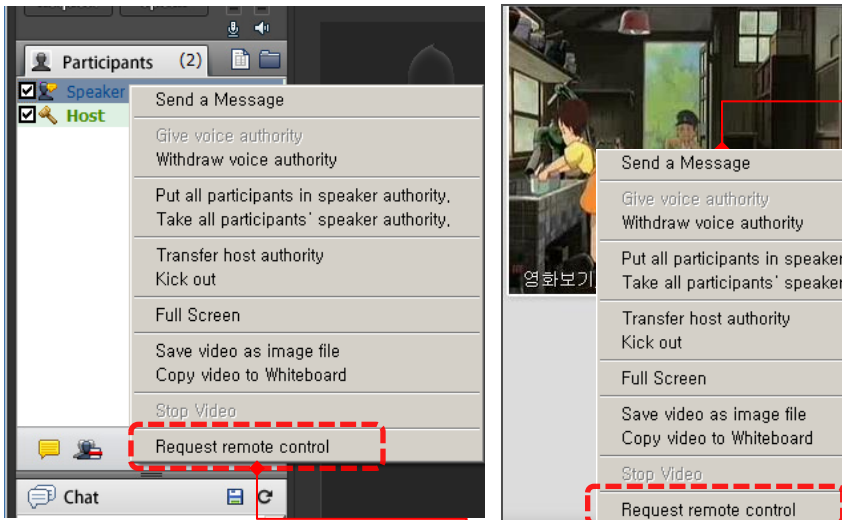 Participants (2)
Speaker
Host
Send a Message
Give voice authority
Withdraw voice authority
Put all participants in speaker authority,
Take all participants' speaker authority,
Transfer host authority
Kick out
Full Screen
Save video as image file
Copy video to Whiteboard
Stop Video
Request remote control
Chat
영화보기
Send a Message
Give voice authority
Withdraw voice authority
Put all participants in speaker
Take all participants' speaker
Transfer host authority
Kick out
Full Screen
Save video as image file
Copy video to Whiteboard
Stop Video
Request remote control